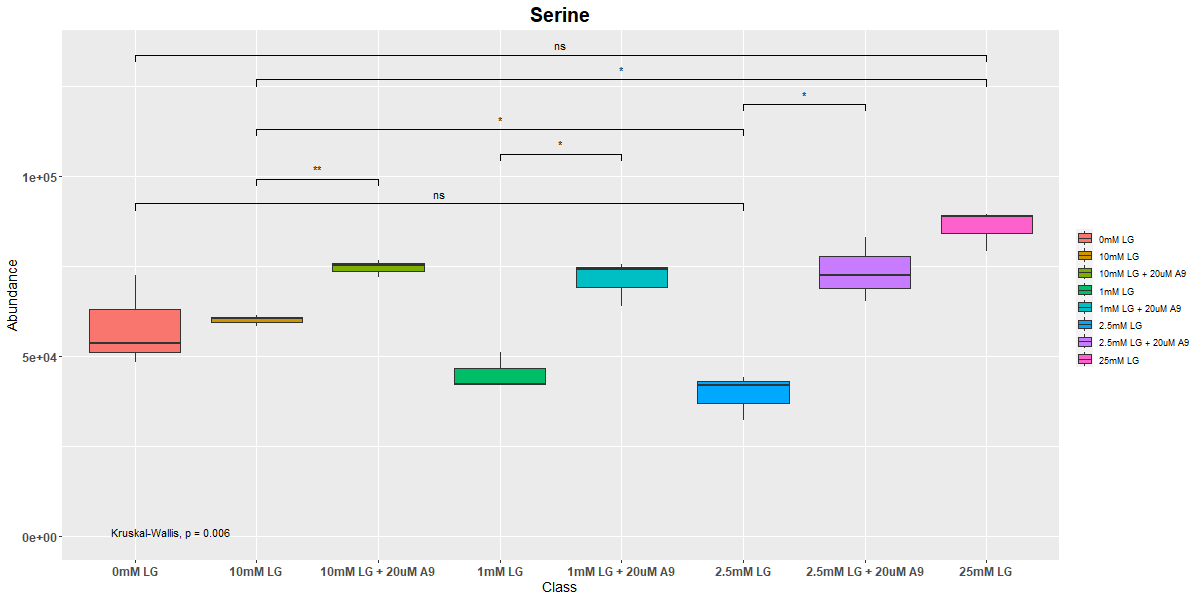 Serine
ns
*
*
*
*
**
ns
1e+05
5e+04
0e+00
Abundance
Kruskal-Wallis, p = 0.006
0mM LG
10mM LG
10mM LG + 20uM A9
1mM LG
1mM LG + 20uM A9
2.5mM LG
2.5mM LG + 20uM A9
25mM LG
Class
0mM LG
10mM LG
10mM LG + 20uM A9
1mM LG
1mM LG + 20uM A9
2.5mM LG
2.5mM LG + 20uM A9
25mM LG